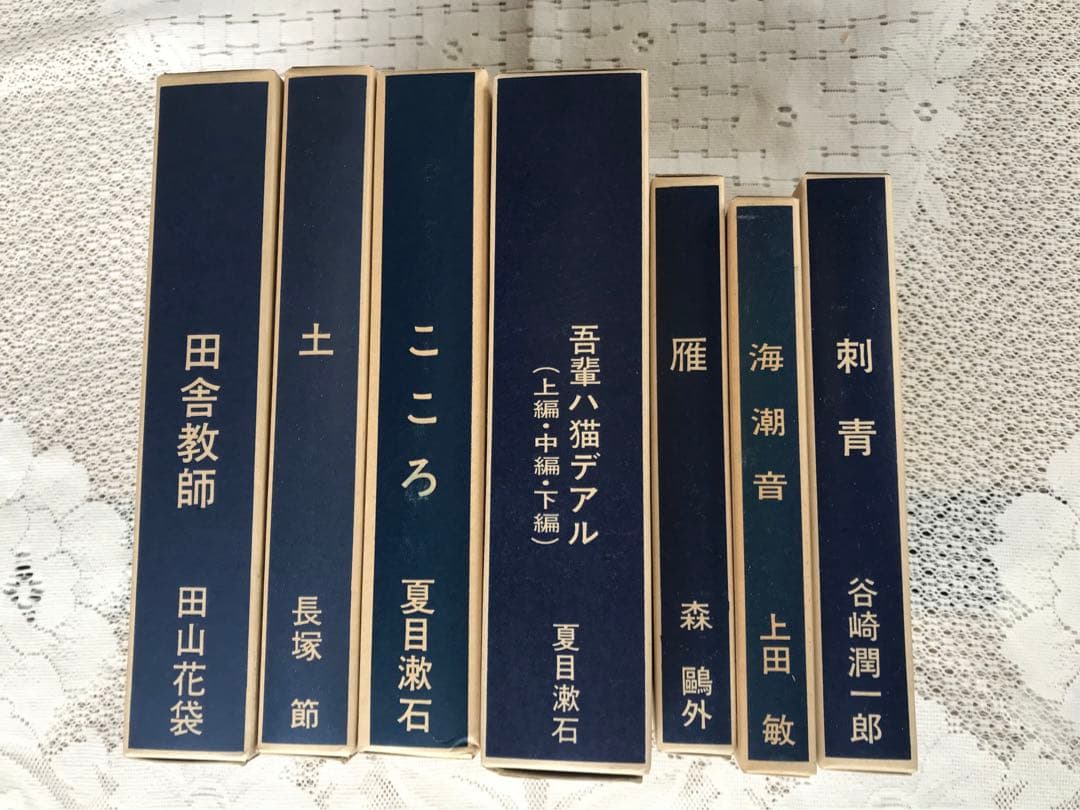 田舎教師
田山花袋
土
長塚 節
こころ
夏目漱石
吾輩ハ猫デアル
(上編・中編・下編)
夏目漱石
雁
森 鷗外
海潮音
上田 敏
刺青
谷崎潤一郎